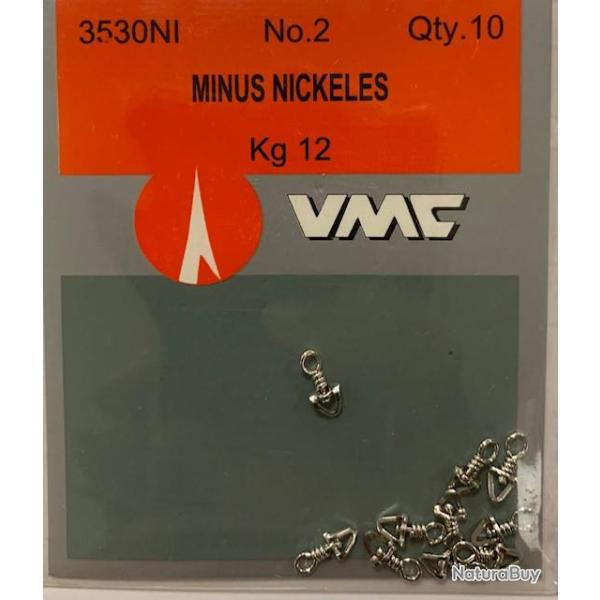 3530NI No.2 Qty.10
MINUS NICKELES
Kg 12
VMC
NaturaBuy